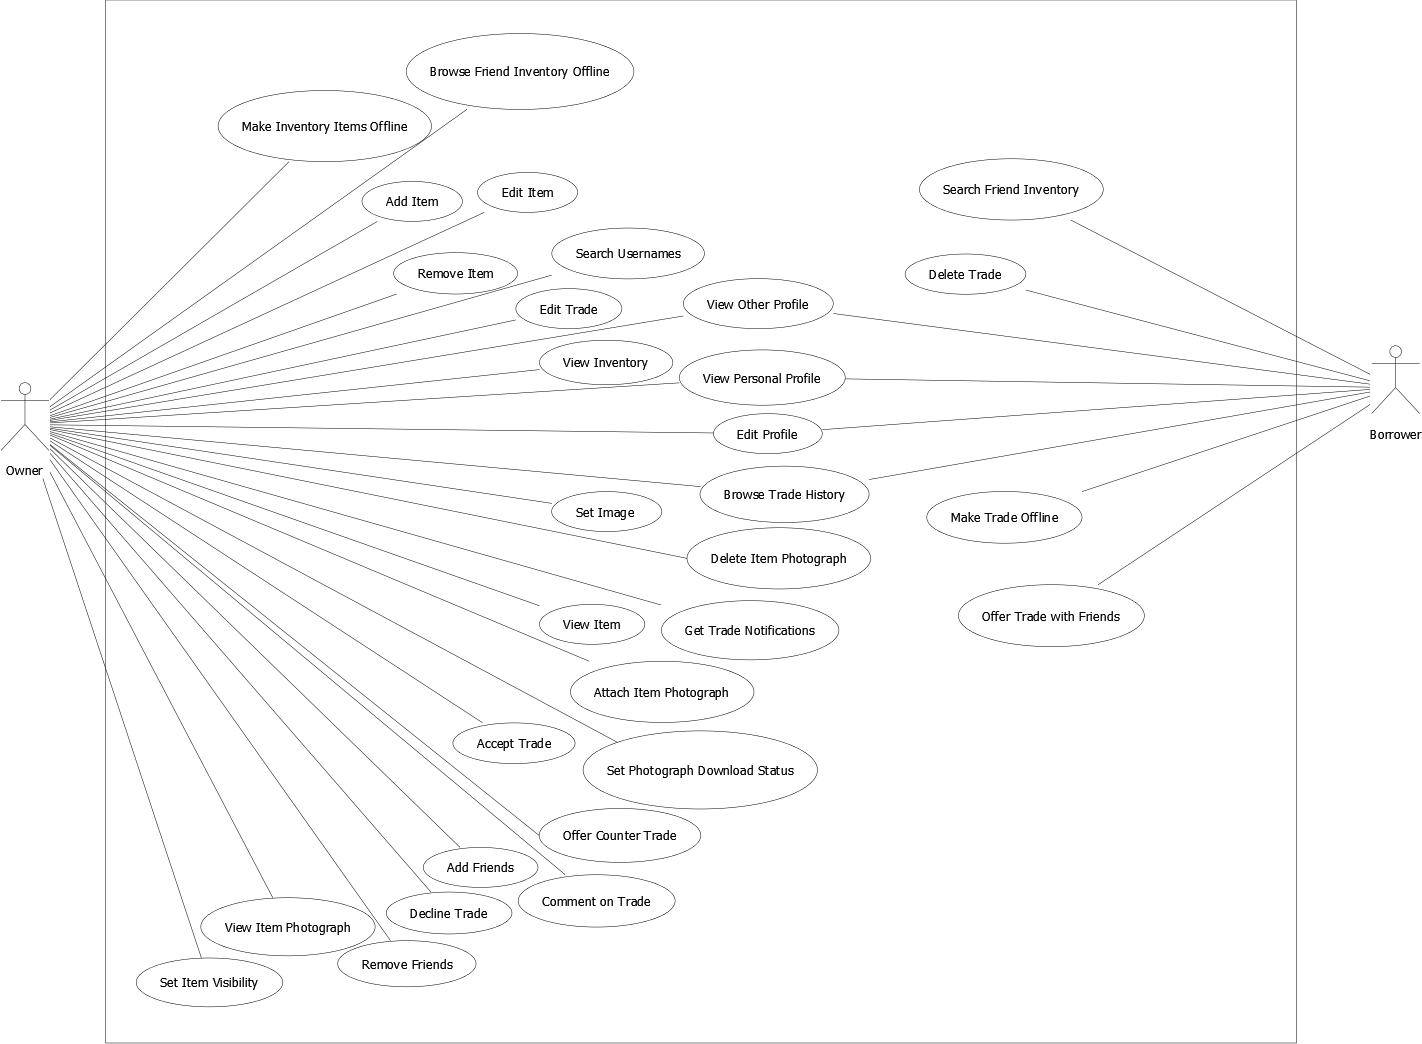 Browse Friend Inventory Offline
Make Inventory Items Offline
Search Friend Inventory
Edit Item
Add Item
Search Usernames
Remove Item
Delete Trade
View Other Profile
Edit Trade
View Inventory
View Personal Profile
Edit Profile
Borrower
Owner
Browse Trade History
Set Image
Make Trade Offline
Delete Item Photograph
Offer Trade with Friends
View Item
Get Trade Notifications
Attach Item Photograph
Accept Trade
Set Photograph Download Status
Offer Counter Trade
Add Friends
Comment on Trade
Decline Trade
View Item Photograph
Remove Friends
Set Item Visibility